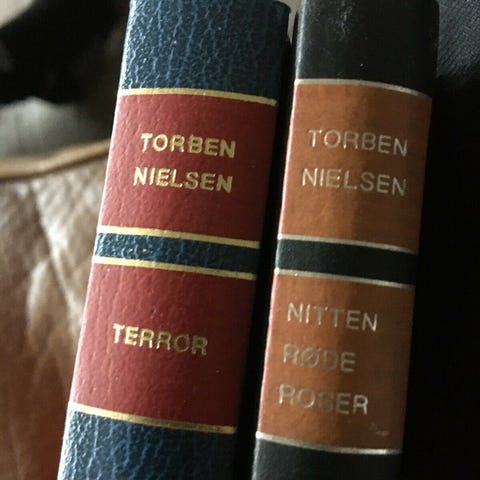 TORBEN
NIELSEN
TERROR
TORBEN
NIELSEN
NITTEN
RØDE
ROSER